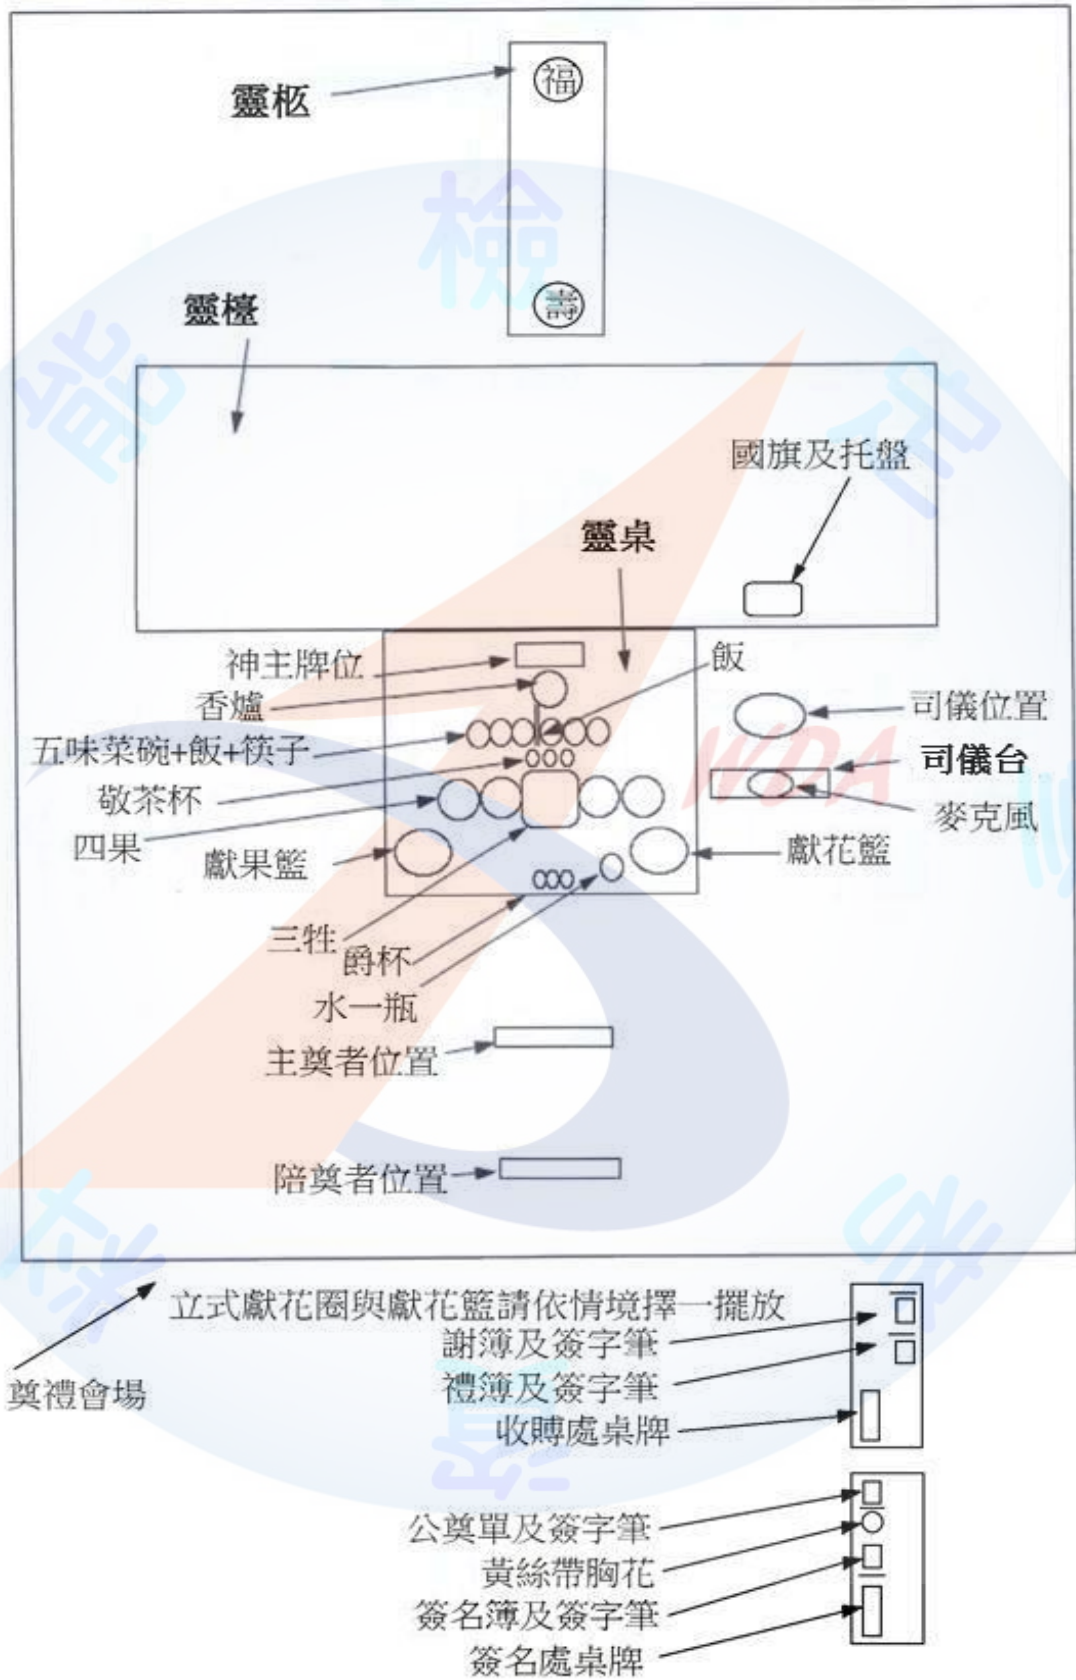 福
靈柩
壽
靈檯
國旗及托盤
靈桌
神主牌位
飯
香爐
司儀位置
五味菜碗+飯+筷子
司儀台
敬茶杯
麥克風
四果
獻果籃
獻花籃
三牲
爵杯
水一瓶
主奠者位置
陪奠者位置
立式獻花圈與獻花籃請依情境擇一擺放
謝簿及簽字筆
奠禮會場
禮簿及簽字筆
收賻處桌牌
公奠單及簽字筆
黃絲帶胸花
簽名簿及簽字筆
簽名處桌牌
WDA
技能檢定